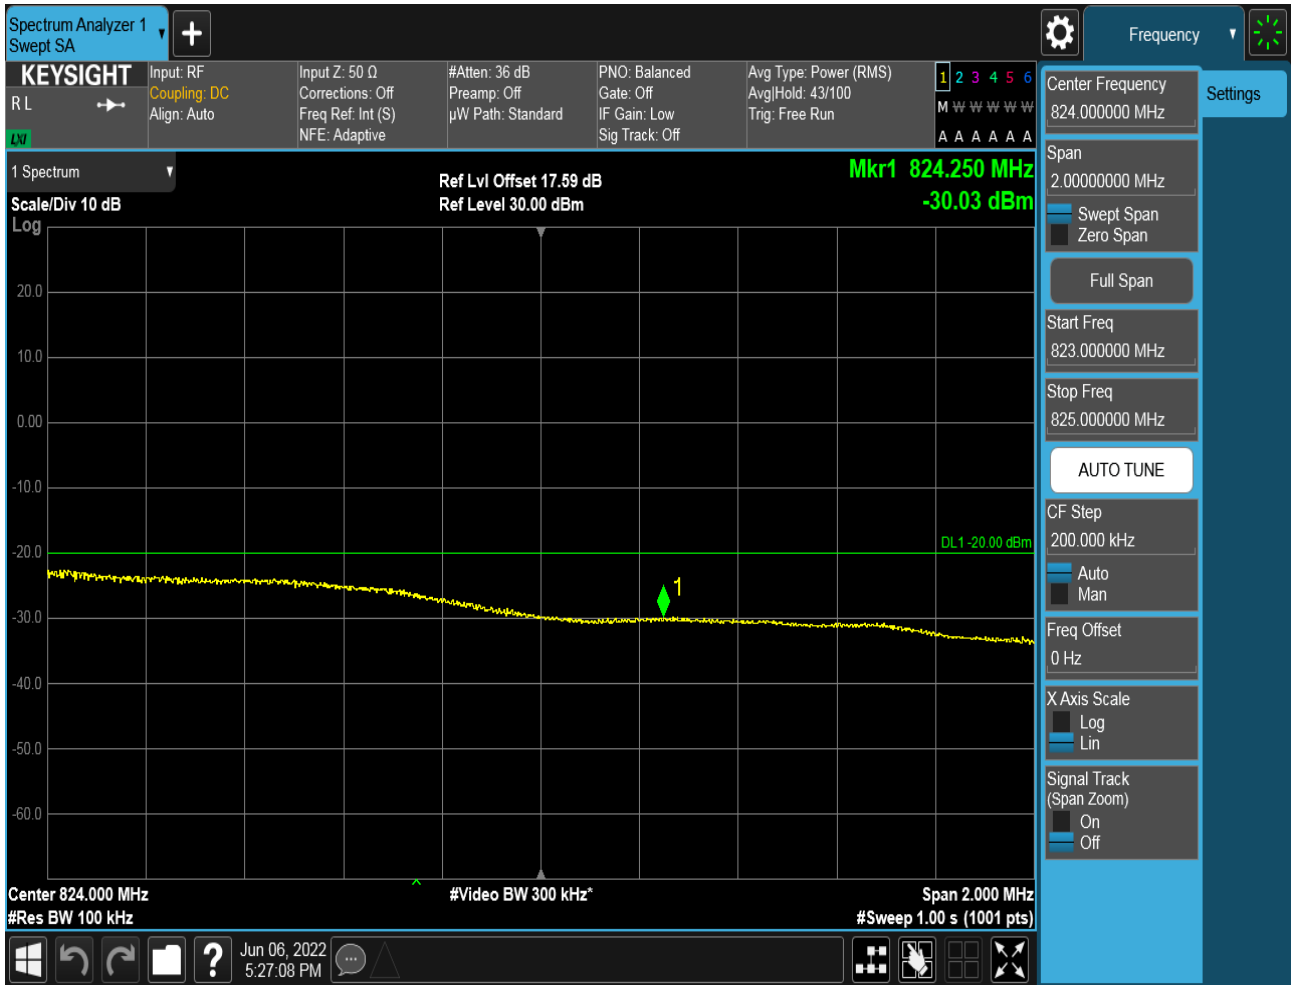 Spectrum Analyzer 1
Swept SA
Frequency
KEYSIGHT
R L
LXI
Input: RF
Coupling: DC
Align: Auto
Input Z: 50 Ω
Corrections: Off
Freq Ref: Int (S)
NFE: Adaptive
#Atten: 36 dB
Preamp: Off
µW Path: Standard
PNO: Balanced
Gate: Off
IF Gain: Low
Sig Track: Off
Avg Type: Power (RMS)
Avg|Hold: 43/100
Trig: Free Run
1 2 3 4 5 6
M W W W W W
A A A A A A
1 Spectrum
Scale/Div 10 dB
Log
Ref Lvl Offset 17.59 dB
Ref Level 30.00 dBm
Mkr1 824.250 MHz
-30.03 dBm
20.0
10.0
0.00
-10.0
-20.0
-30.0
-40.0
-50.0
-60.0
DL1 -20.00 dBm
1
Center 824.000 MHz
#Res BW 100 kHz
#Video BW 300 kHz*
Span 2.000 MHz
#Sweep 1.00 s (1001 pts)
Jun 06, 2022
5:27:08 PM
Center Frequency
824.000000 MHz
Settings
Span
2.00000000 MHz
Swept Span
Zero Span
Full Span
Start Freq
823.000000 MHz
Stop Freq
825.000000 MHz
AUTO TUNE
CF Step
200.000 kHz
Auto
Man
Freq Offset
0 Hz
X Axis Scale
Log
Lin
Signal Track
(Span Zoom)
On
Off